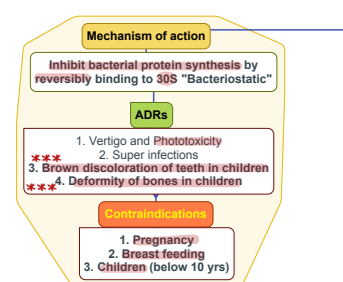 Mechanism of action
Inhibit bacterial protein synthesis by
reversibly binding to 30S "Bacteriostatic"
ADRs
1. Vertigo and Phototoxicity
2. Super infections
*** 3. Brown discoloration of teeth in children
*** 4. Deformity of bones in children
Contraindications
1. Pregnancy
2. Breast feeding
3. Children (below 10 yrs)